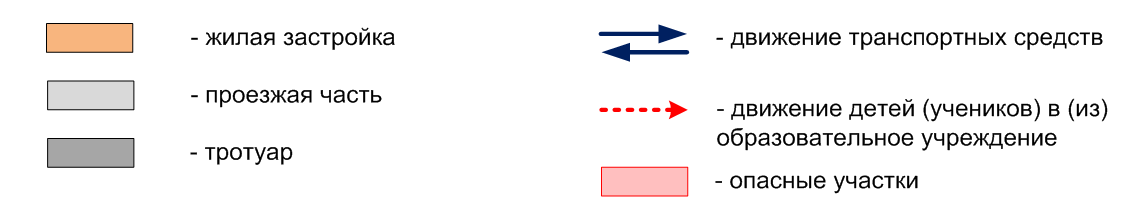 - жилая застройка
- проезжая часть
- тротуар
- движение транспортных средств
- движение детей (учеников) в (из)
образовательное учреждение
- опасные участки